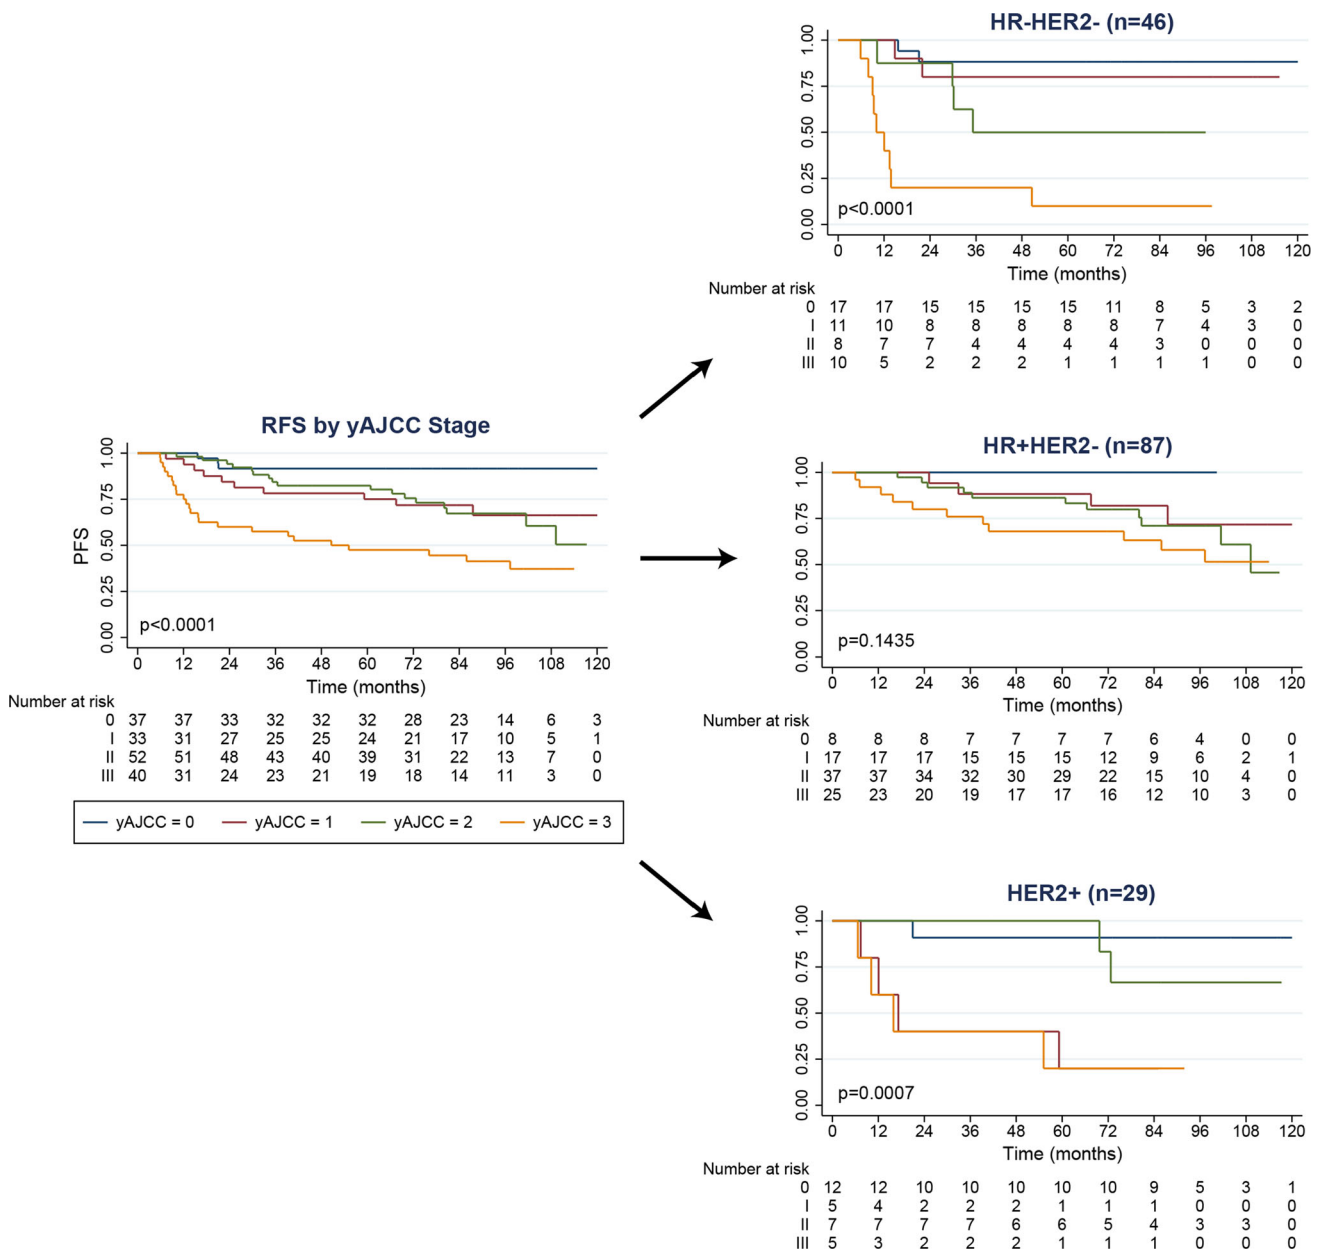 HR-HER2- (n=46)
1.00
0.75
0.50
0.25
0.00
p<0.0001
0 12 24 36 48 60 72 84 96 108 120
Time (months)
Number at risk
0 17 17 15 15 15 15 11 8 5 3 2
I 11 10 8 8 8 8 8 7 4 3 0
II 8 7 7 4 4 4 4 3 0 0 0
III 10 5 2 2 2 1 1 1 1 0 0
RFS by yAJCC Stage
PFS
1.00
0.75
0.50
0.25
0.00
p<0.0001
0 12 24 36 48 60 72 84 96 108 120
Time (months)
Number at risk
0 37 37 33 32 32 32 28 23 14 6 3
I 33 31 27 25 25 24 21 17 10 5 1
II 52 51 48 43 40 39 31 22 13 7 0
III 40 31 24 23 21 19 18 14 11 3 0
yAJCC = 0 yAJCC = 1 yAJCC = 2 yAJCC = 3
HR+HER2- (n=87)
1.00
0.75
0.50
0.25
0.00
p=0.1435
0 12 24 36 48 60 72 84 96 108 120
Time (months)
Number at risk
0 8 8 8 7 7 7 7 6 4 0 0
I 17 17 17 15 15 15 12 9 6 2 1
II 37 37 34 32 30 29 22 15 10 4 0
III 25 23 20 19 17 17 16 12 10 3 0
HER2+ (n=29)
1.00
0.75
0.50
0.25
0.00
p=0.0007
0 12 24 36 48 60 72 84 96 108 120
Time (months)
Number at risk
0 12 12 10 10 10 10 10 9 5 3 1
I 5 4 2 2 2 1 1 1 0 0 0
II 7 7 7 7 6 6 5 4 3 3 0
III 5 3 2 2 2 1 1 1 0 0 0